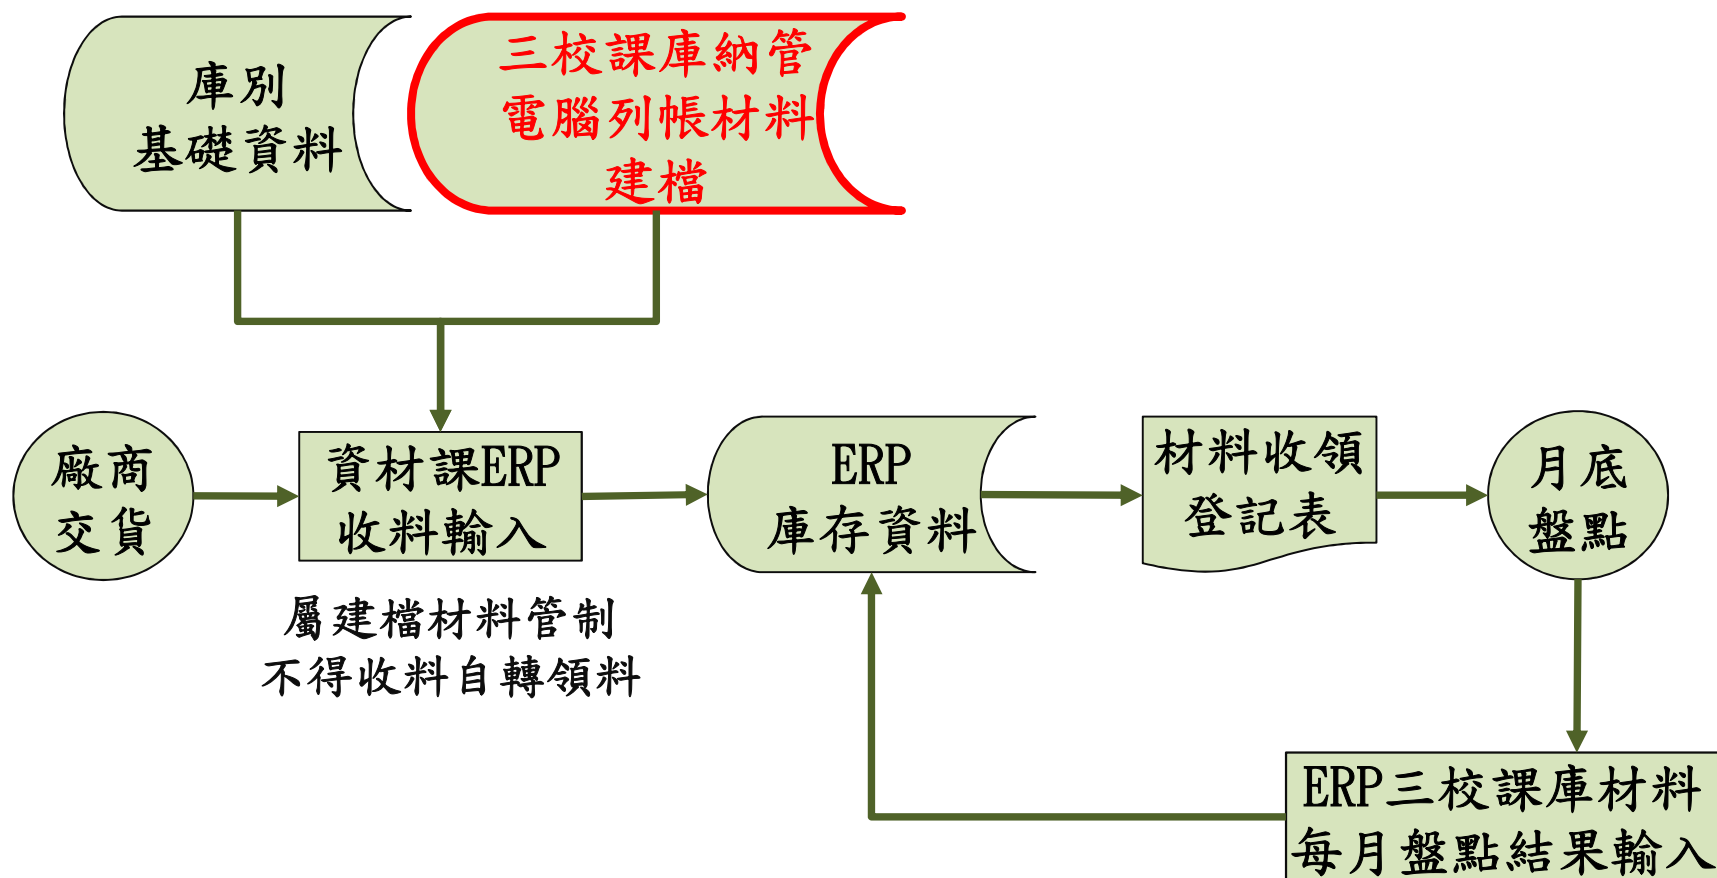 庫別
基礎資料
三校課庫納管
電腦列帳材料
建檔
廠商
交貨
資材課ERP
收料輸入
屬建檔材料管制
不得收料自轉領料
ERP
庫存資料
材料收領
登記表
月底
盤點
ERP三校課庫材料
每月盤點結果輸入